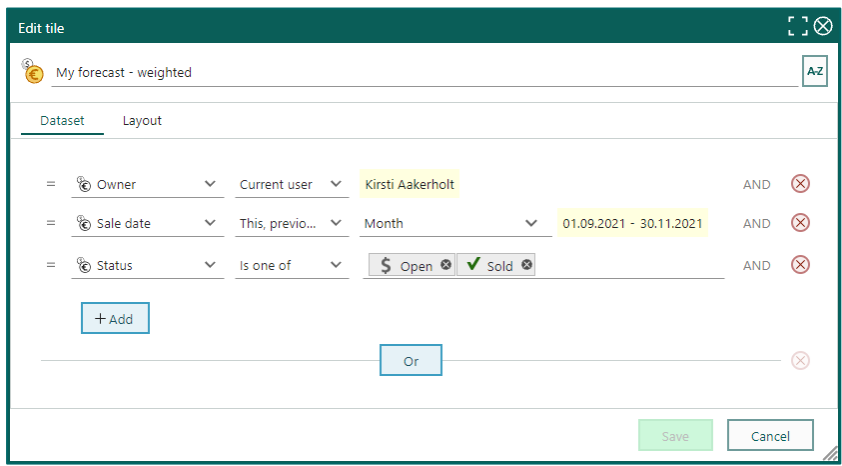 Edit tile
My forecast - weighted
A-Z
Dataset Layout
= Owner Current user Kirsti Aakerholt AND
= Sale date This, previo... Month 01.09.2021 - 30.11.2021 AND
= Status Is one of $ Open Sold AND
+ Add
Or
Save Cancel